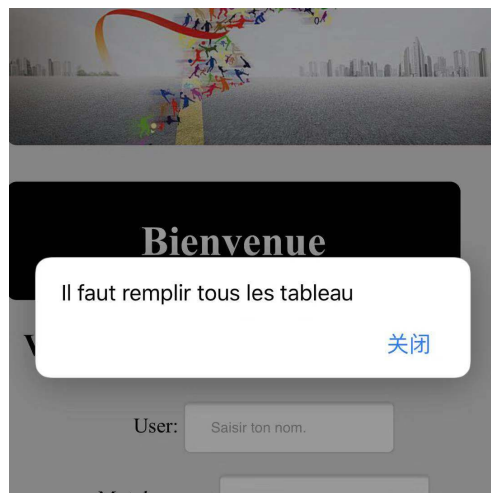 Bienvenue
Il faut remplir tous les tableau
关闭
User: Saisir ton nom.